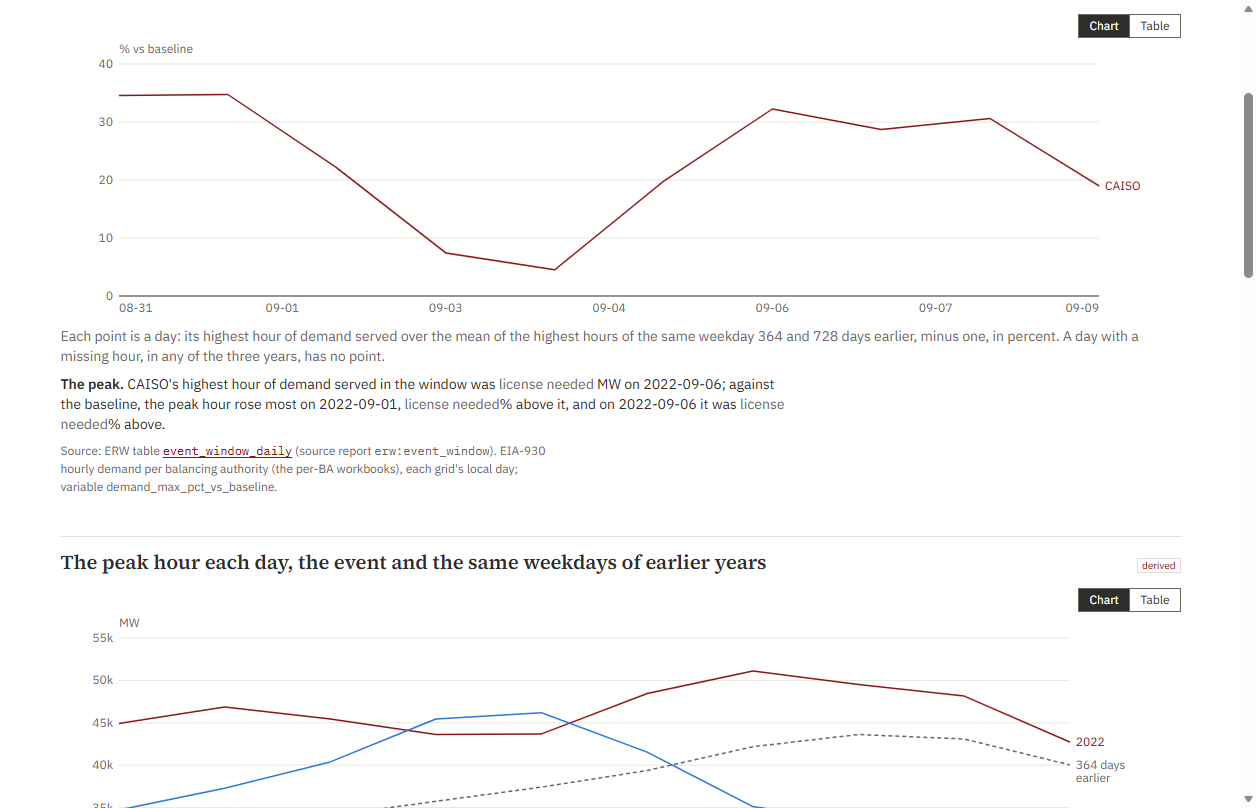 Chart Table
% vs baseline
40
30
20
CAISO
10
0
08-31 09-01 09-03 09-04 09-06 09-07 09-09
Each point is a day: its highest hour of demand served over the mean of the highest hours of the same weekday 364 and 728 days earlier, minus one, in percent. A day with a
missing hour, in any of the three years, has no point.
The peak. CAISO's highest hour of demand served in the window was license needed MW on 2022-09-06; against
the baseline, the peak hour rose most on 2022-09-01, license needed% above it, and on 2022-09-06 it was license
needed% above.
Source: ERW table event_window_daily (source report erw:event_window). EIA-930
hourly demand per balancing authority (the per-BA workbooks), each grid's local day;
variable demand_max_pct_vs_baseline.
The peak hour each day, the event and the same weekdays of earlier years
derived
Chart Table
MW
55k
50k
45k
2022
40k
364 days
earlier
35k